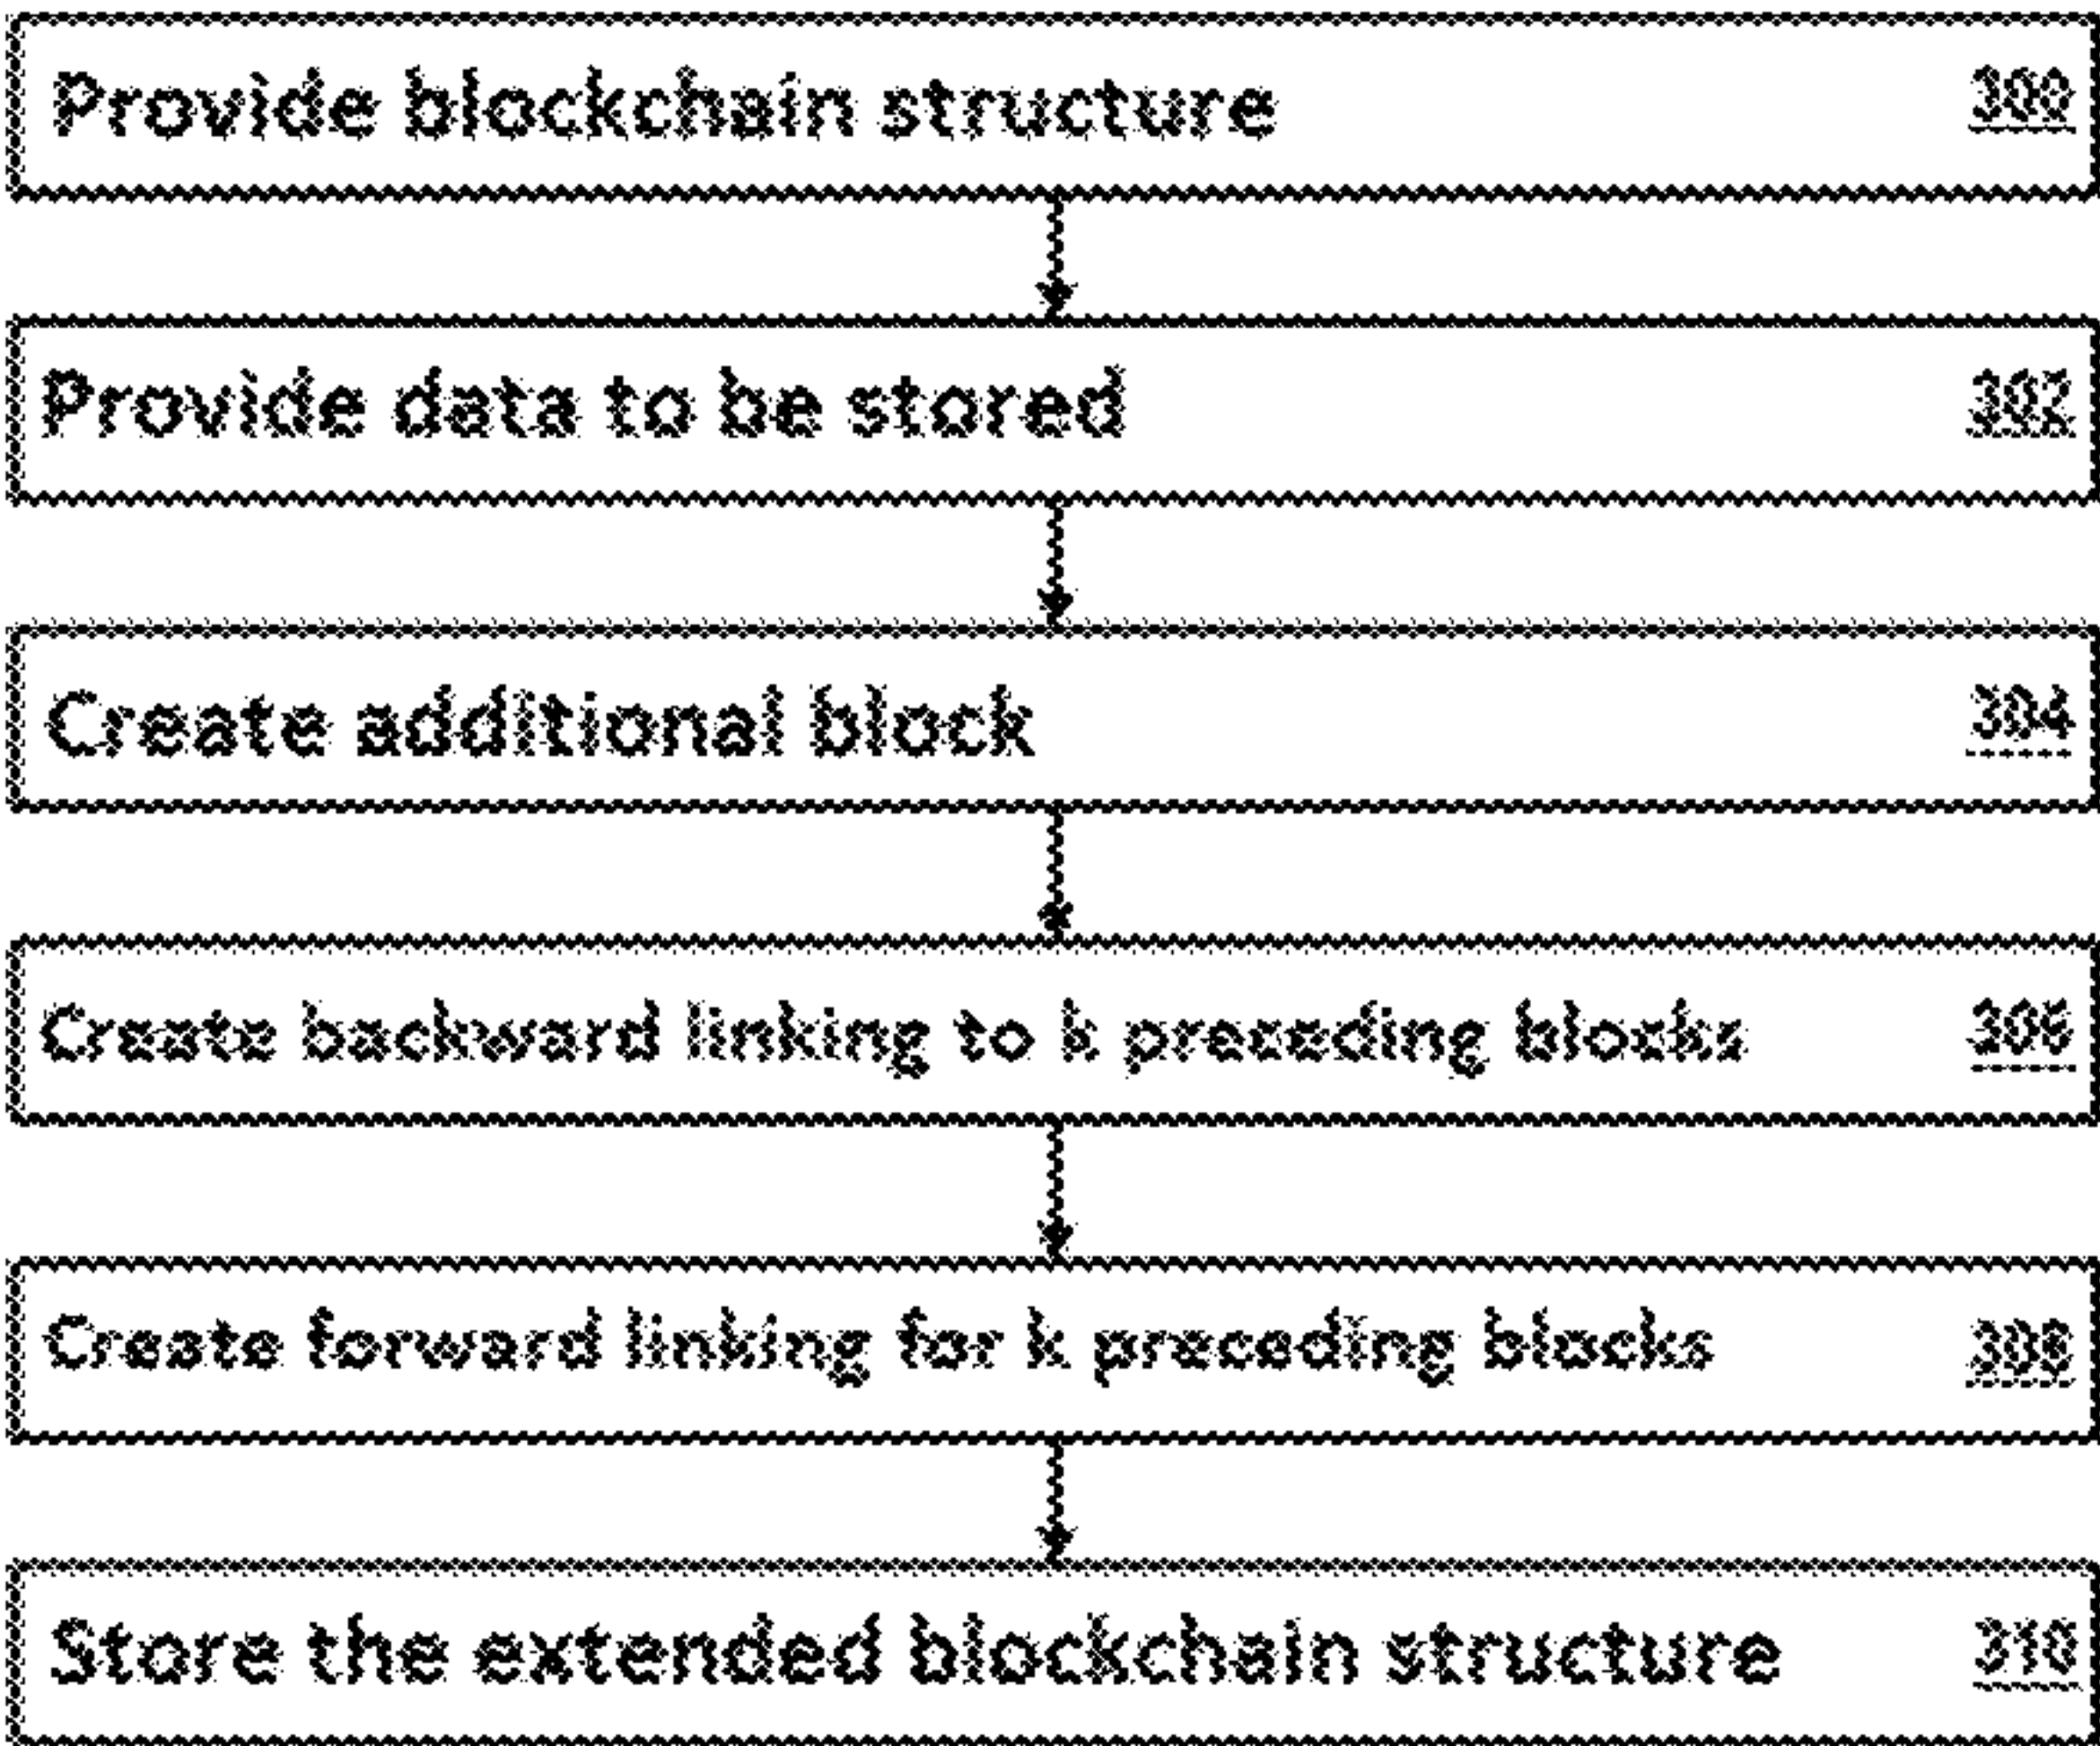 Provide blockchain structure 300
Provide data to be stored 302
Create additional block 304
Create backward linking to k preceding blocks 306
Create forward linking for k preceding blocks 308
Store the extended blockchain structure 310